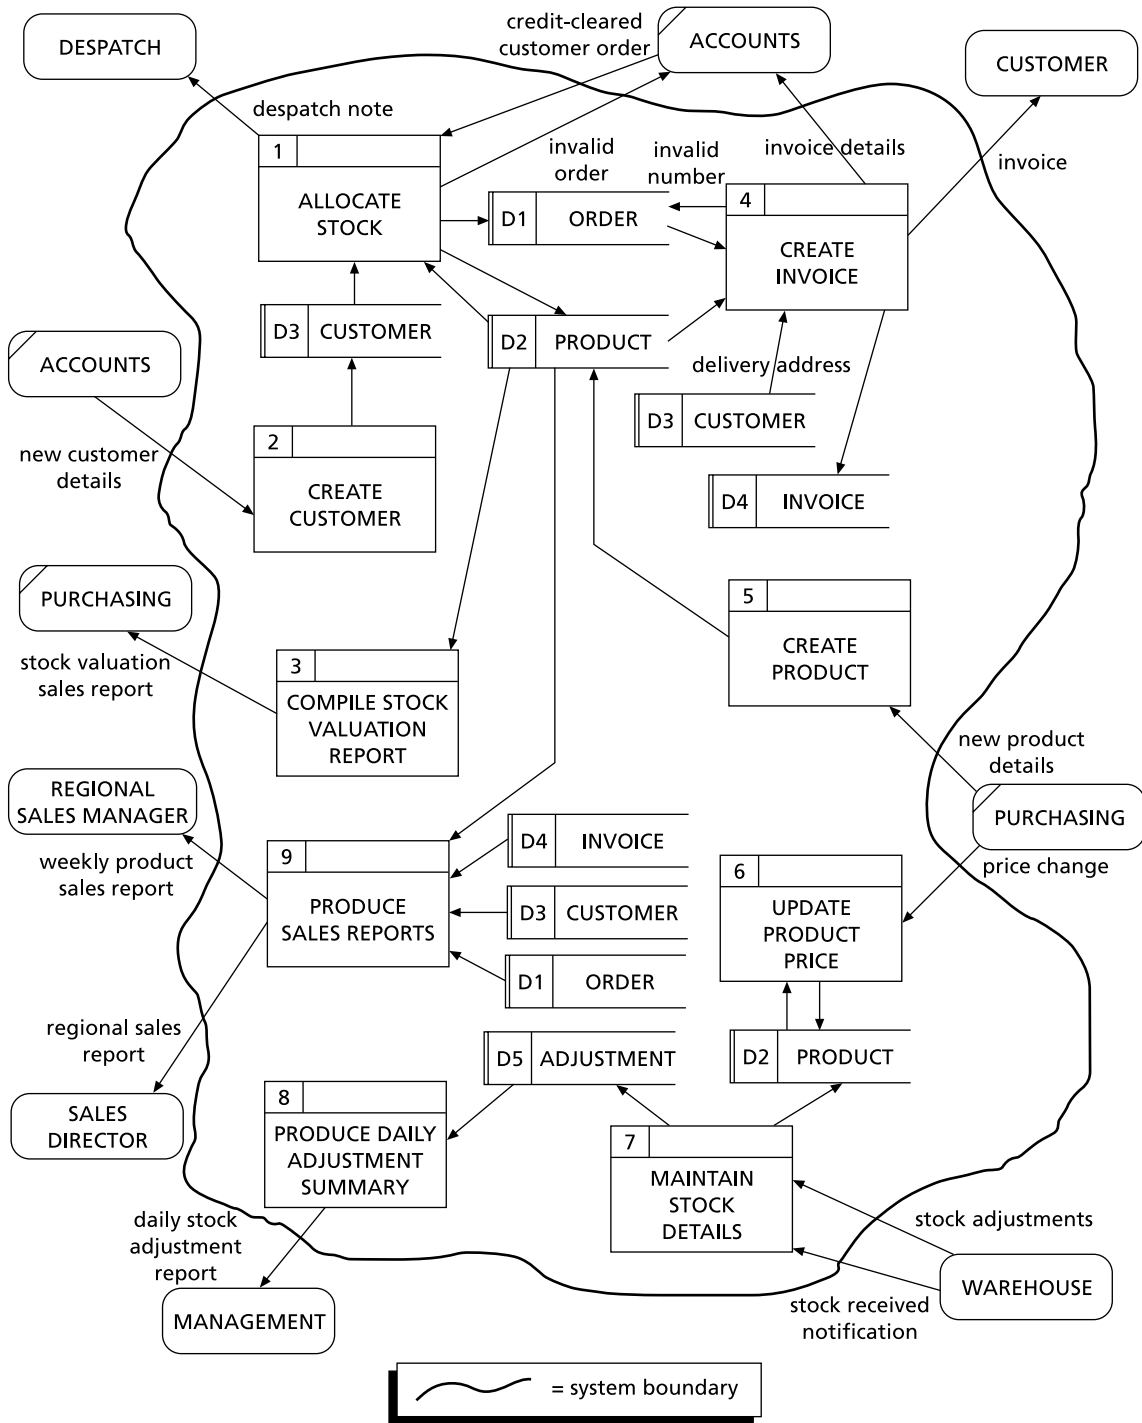 DESPATCH
credit-cleared
customer order
ACCOUNTS
CUSTOMER
despatch note
1
ALLOCATE
STOCK
invalid
order
invalid
number
invoice details
invoice
D1 ORDER
4
CREATE
INVOICE
D3 CUSTOMER
D2 PRODUCT
ACCOUNTS
delivery address
D3 CUSTOMER
new customer
details
2
CREATE
CUSTOMER
D4 INVOICE
PURCHASING
stock valuation
sales report
3
COMPILE STOCK
VALUATION
REPORT
5
CREATE
PRODUCT
new product
details
REGIONAL
SALES MANAGER
PURCHASING
weekly product
sales report
9
PRODUCE
SALES REPORTS
D4 INVOICE
D3 CUSTOMER
D1 ORDER
price change
6
UPDATE
PRODUCT
PRICE
regional sales
report
D5 ADJUSTMENT
D2 PRODUCT
SALES
DIRECTOR
8
PRODUCE DAILY
ADJUSTMENT
SUMMARY
7
MAINTAIN
STOCK
DETAILS
daily stock
adjustment
report
stock adjustments
WAREHOUSE
stock received
notification
MANAGEMENT
= system boundary